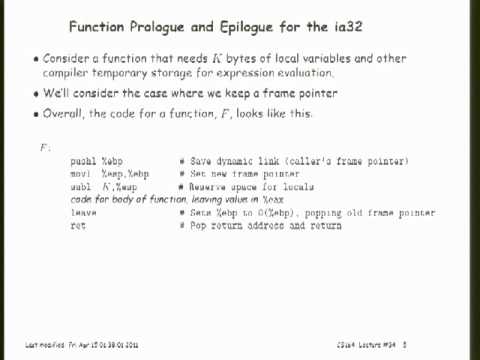 Function Prologue and Epilogue for the ia32
• Consider a function that needs K bytes of local variables and other
compiler temporary storage for expression evaluation.
• We'll consider the case where we keep a frame pointer
• Overall, the code for a function, F, looks like this.
F:
pushl %ebp # Save dynamic link (caller's frame pointer)
movl %esp,%ebp # Set new frame pointer
subl K,%esp # Reserve space for locals
code for body of function, leaving value in %eax
leave # Sets %ebp to 0(%ebp), popping old frame pointer
ret # Pop return address and return
Last modified: Fri Apr 15 01:39:01 2011 CS164: Lecture #34 5